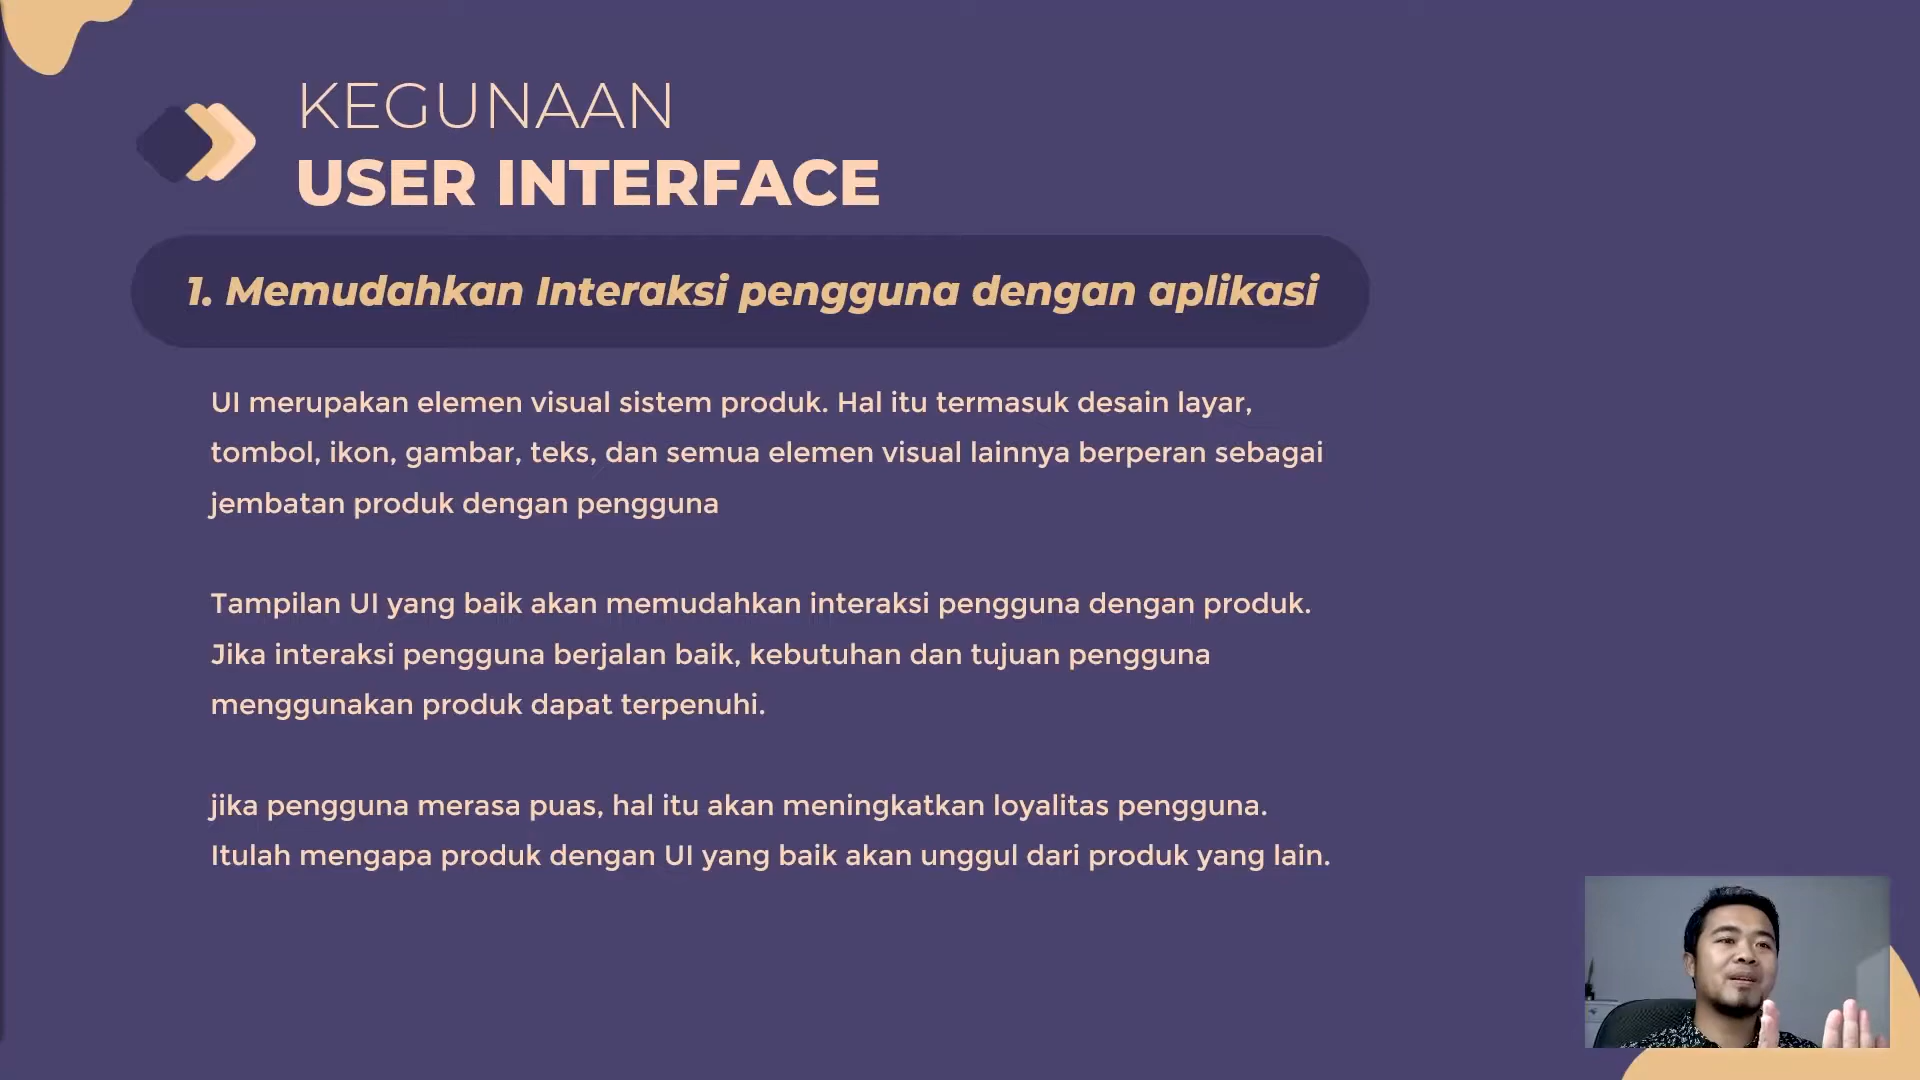 KEGUNAAN
USER INTERFACE
1. Memudahkan Interaksi pengguna dengan aplikasi
UI merupakan elemen visual sistem produk. Hal itu termasuk desain layar,
tombol, ikon, gambar, teks, dan semua elemen visual lainnya berperan sebagai
jembatan produk dengan pengguna
Tampilan UI yang baik akan memudahkan interaksi pengguna dengan produk.
Jika interaksi pengguna berjalan baik, kebutuhan dan tujuan pengguna
menggunakan produk dapat terpenuhi.
jika pengguna merasa puas, hal itu akan meningkatkan loyalitas pengguna.
Itulah mengapa produk dengan UI yang baik akan unggul dari produk yang lain.